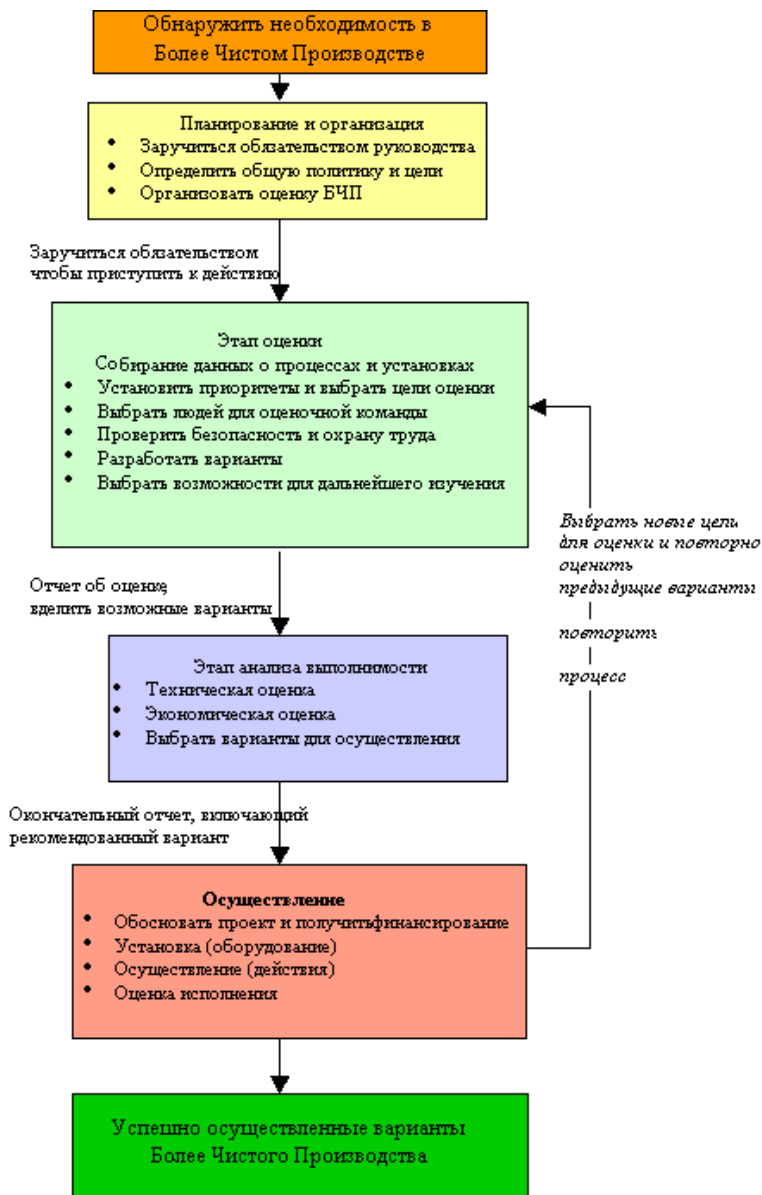 Обнаружить необходимость в
Более Чистом Производстве
Планирование и организация
• Заручиться обязательством руководства
• Определить общую политику и цели
• Организовать оценку БЧП
Заручиться обязательством
чтобы приступить к действию
Этап оценки
Собирание данных о процессах и установках
• Установить приоритеты и выбрать цели оценки
• Выбрать людей для оценочной команды
• Проверить безопасность и охрану труда
• Разработать варианты
• Выбрать возможности для дальнейшего изучения
Выбрать новые цели
для оценки и повторно
оценить
предыдущие варианты
повторить
процесс
Отчет об оценке,
вделить возможные варианты
Этап анализа выполнимости
• Техническая оценка
• Экономическая оценка
• Выбрать варианты для осуществления
Окончательный отчет, включающий
рекомендованный вариант
Осуществление
• Обосновать проект и получитьфинансирование
• Установка (оборудование)
• Осуществление (действия)
• Оценка исполнения
Успешно осуществленные варианты
Более Чистого Производства